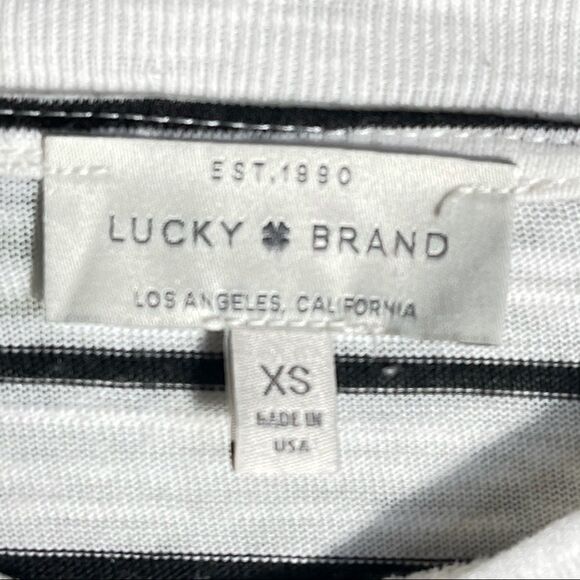 EST. 1990
LUCKY BRAND
LOS ANGELES, CALIFORNIA
XS
MADE IN
USA